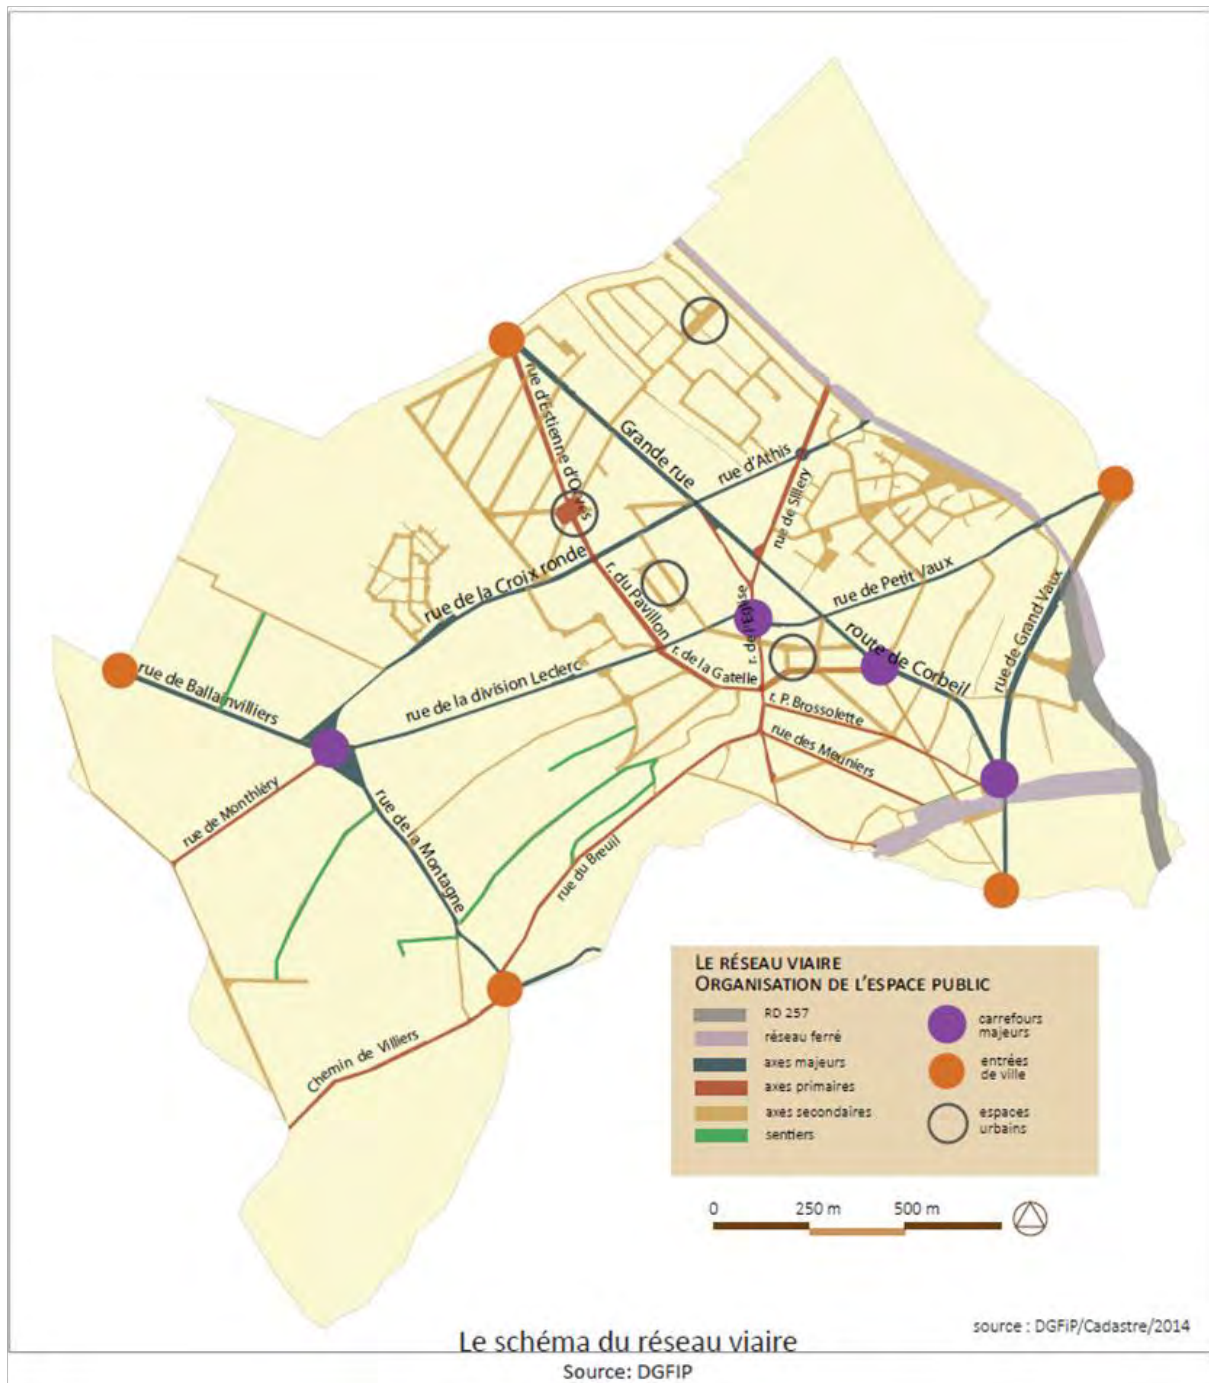 rue d'Estienne d'Orves
Grande rue
rue d'Athis
rue de Sillery
rue de la Croix ronde
r. du Pavillon
rue de Petit Vaux
r. de l'Eglise
route de Corbeil
rue de Grand Vaux
r. de la Gatelle
rue de Ballainvilliers
rue de la division Leclerc
r. P. Brossolette
rue des Meuniers
rue de Monthléry
rue de la Montagne
rue du Breuil
Chemin de Villiers
LE RÉSEAU VIAIRE
ORGANISATION DE L'ESPACE PUBLIC
RD 257
réseau ferré
axes majeurs
axes primaires
axes secondaires
sentiers
carrefours
majeurs
entrées
de ville
espaces
urbains
0 250 m 500 m
source : DGFiP/Cadastre/2014
Le schéma du réseau viaire
Source: DGFIP